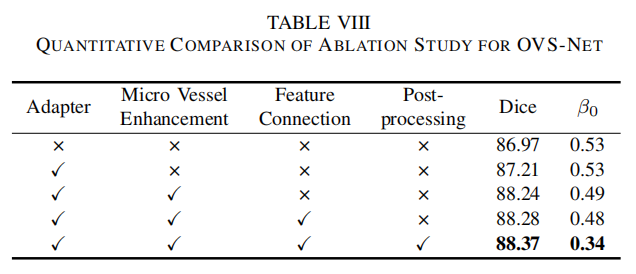 TABLE VIII
QUANTITATIVE COMPARISON OF ABLATION STUDY FOR OVS-NET
Adapter Micro Vessel Enhancement Feature Connection Post-processing Dice β0
× × × × 86.97 0.53
✓ × × × 87.21 0.53
✓ ✓ × × 88.24 0.49
✓ ✓ ✓ × 88.28 0.48
✓ ✓ ✓ ✓ 88.37 0.34